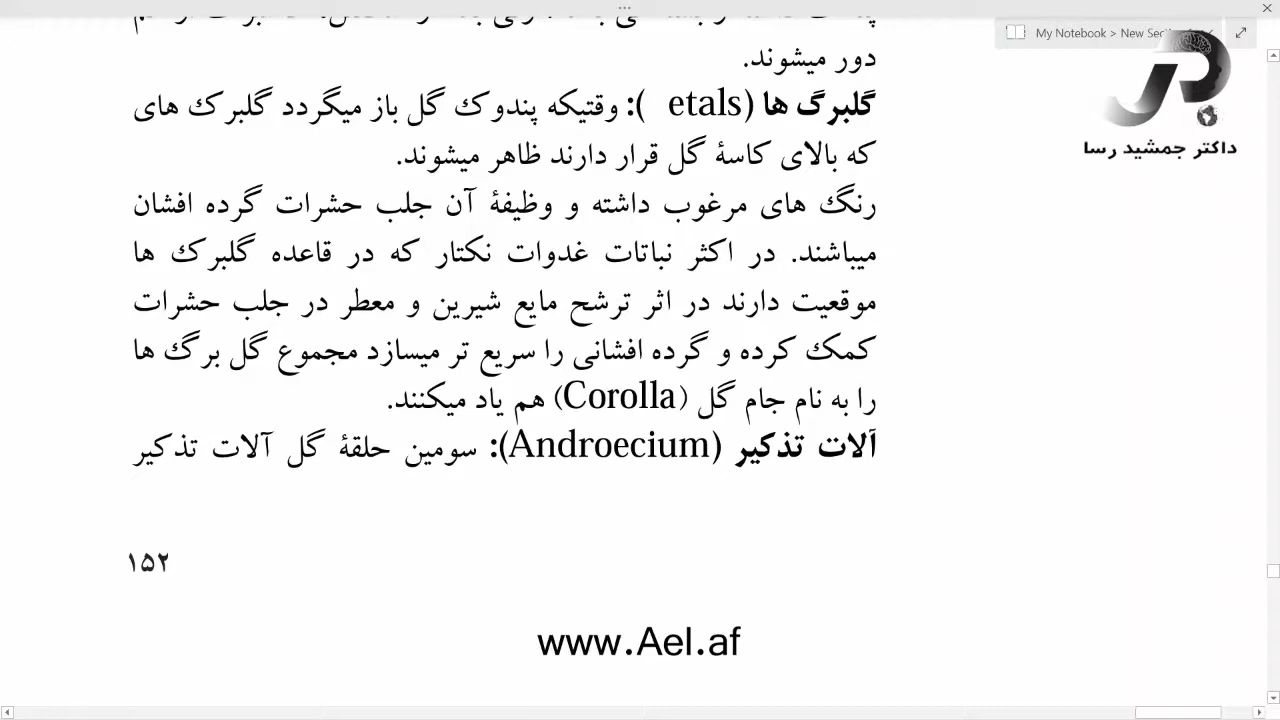 My Notebook > New Se
داکتر جمشید رسا
دور میشوند.
گلبرگ ها (etals ): وقتیکه پندوک گل باز میگردد گلبرک های
که بالای کاسۀ گل قرار دارند ظاهر میشوند.
رنگ های مرغوب داشته و وظیفۀ آن جلب حشرات گرده افشان
میباشند. در اکثر نباتات غدوات نکتار که در قاعده گلبرک ها
موقعیت دارند در اثر ترشح مایع شیرین و معطر در جلب حشرات
کمک کرده و گرده افشانی را سریع تر میسازد مجموع گل برگ ها
را به نام جام گل (Corolla) هم یاد میکنند.
آلات تذکیر (Androecium): سومین حلقۀ گل آلات تذکیر
۱۵۲
www.Ael.af